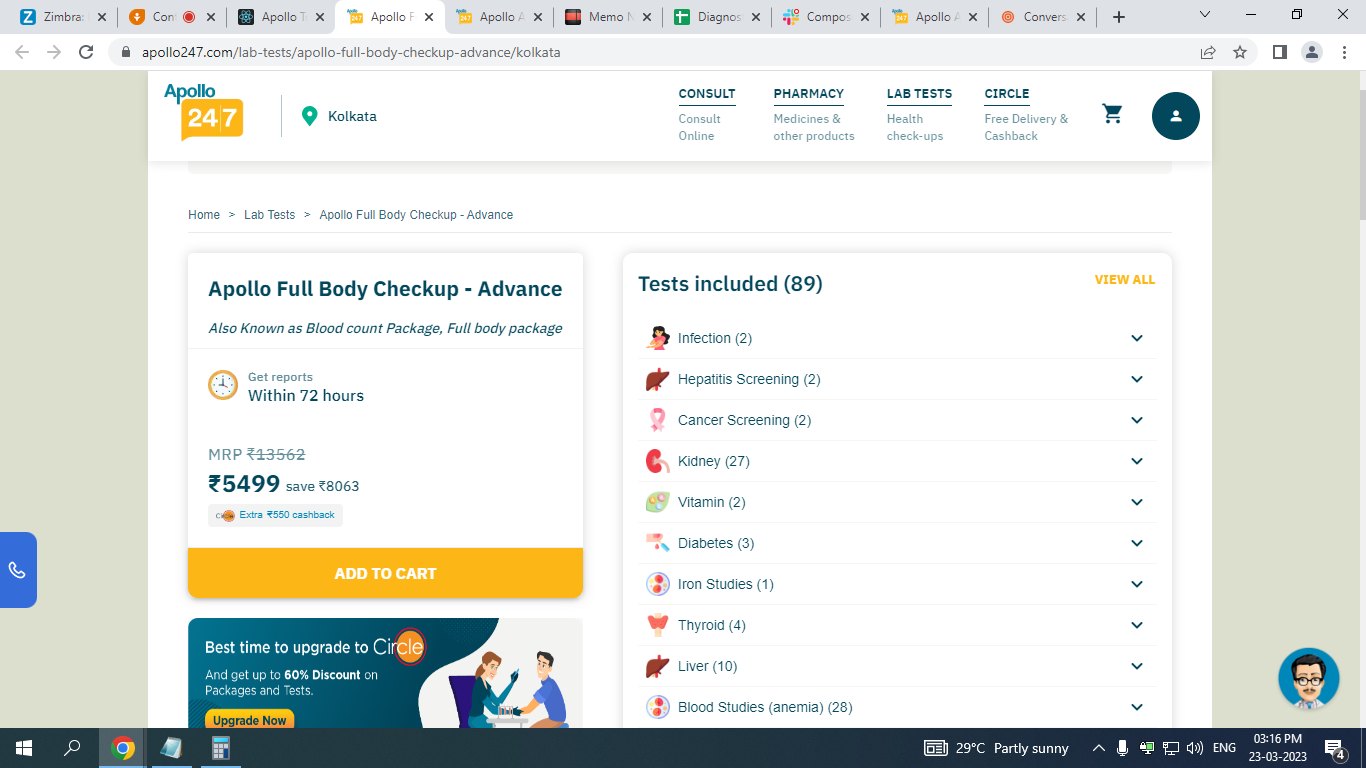 Zimbra:
Con
Apollo T
Apollo F
Apollo A
Memo N
Diagnos
Compos
Apollo A
Convers
apollo247.com/lab-tests/apollo-full-body-checkup-advance/kolkata
Apollo
24|7
Kolkata
CONSULT
Consult
Online
PHARMACY
Medicines &
other products
LAB TESTS
Health
check-ups
CIRCLE
Free Delivery &
Cashback
Home > Lab Tests > Apollo Full Body Checkup - Advance
Apollo Full Body Checkup - Advance
Also Known as Blood count Package, Full body package
Get reports
Within 72 hours
MRP ₹13562
₹5499 save ₹8063
Extra ₹550 cashback
ADD TO CART
Best time to upgrade to Circle
And get up to 60% Discount on
Packages and Tests.
Upgrade Now
Tests included (89)
VIEW ALL
Infection (2)
Hepatitis Screening (2)
Cancer Screening (2)
Kidney (27)
Vitamin (2)
Diabetes (3)
Iron Studies (1)
Thyroid (4)
Liver (10)
Blood Studies (anemia) (28)
29°C Partly sunny
ENG
03:16 PM
23-03-2023
4